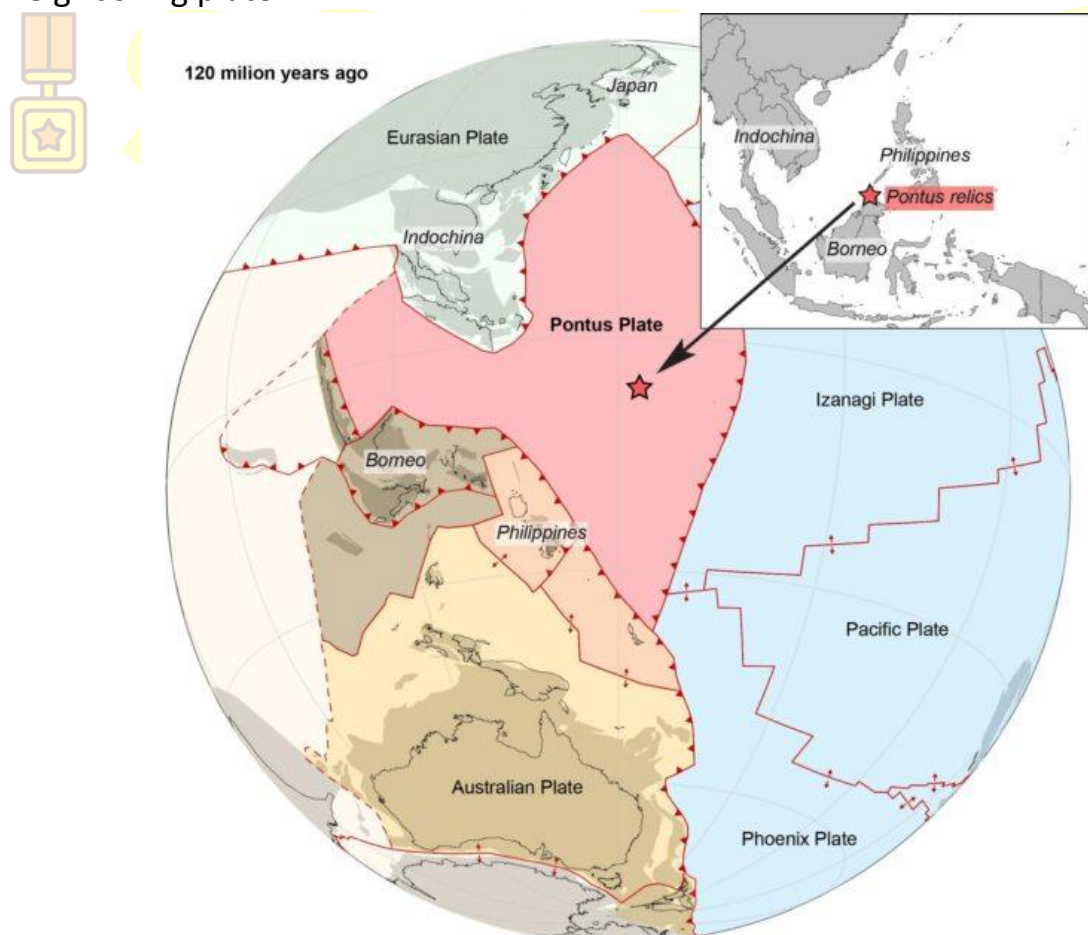 120 milion years ago
Japan
Eurasian Plate
Indochina
Indochina
Philippines
Pontus relics
Borneo
Pontus Plate
Izanagi Plate
Borneo
Philippines
Pacific Plate
Australian Plate
Phoenix Plate